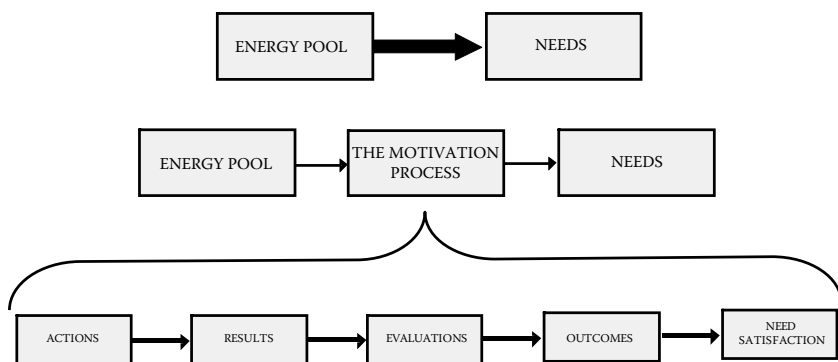 ENERGY POOL
NEEDS
ENERGY POOL
THE MOTIVATION
PROCESS
NEEDS
ACTIONS
RESULTS
EVALUATIONS
OUTCOMES
NEED
SATISFACTION